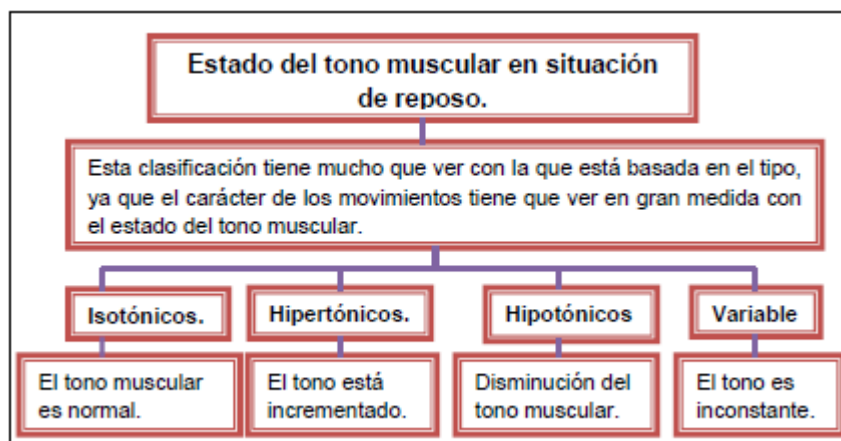 Estado del tono muscular en situación
de reposo.
Esta clasificación tiene mucho que ver con la que está basada en el tipo,
ya que el carácter de los movimientos tiene que ver en gran medida con
el estado del tono muscular.
Isotónicos.
El tono muscular
es normal.
Hipertónicos.
El tono está
incrementado.
Hipotónicos
Disminución del
tono muscular.
Variable
El tono es
inconstante.